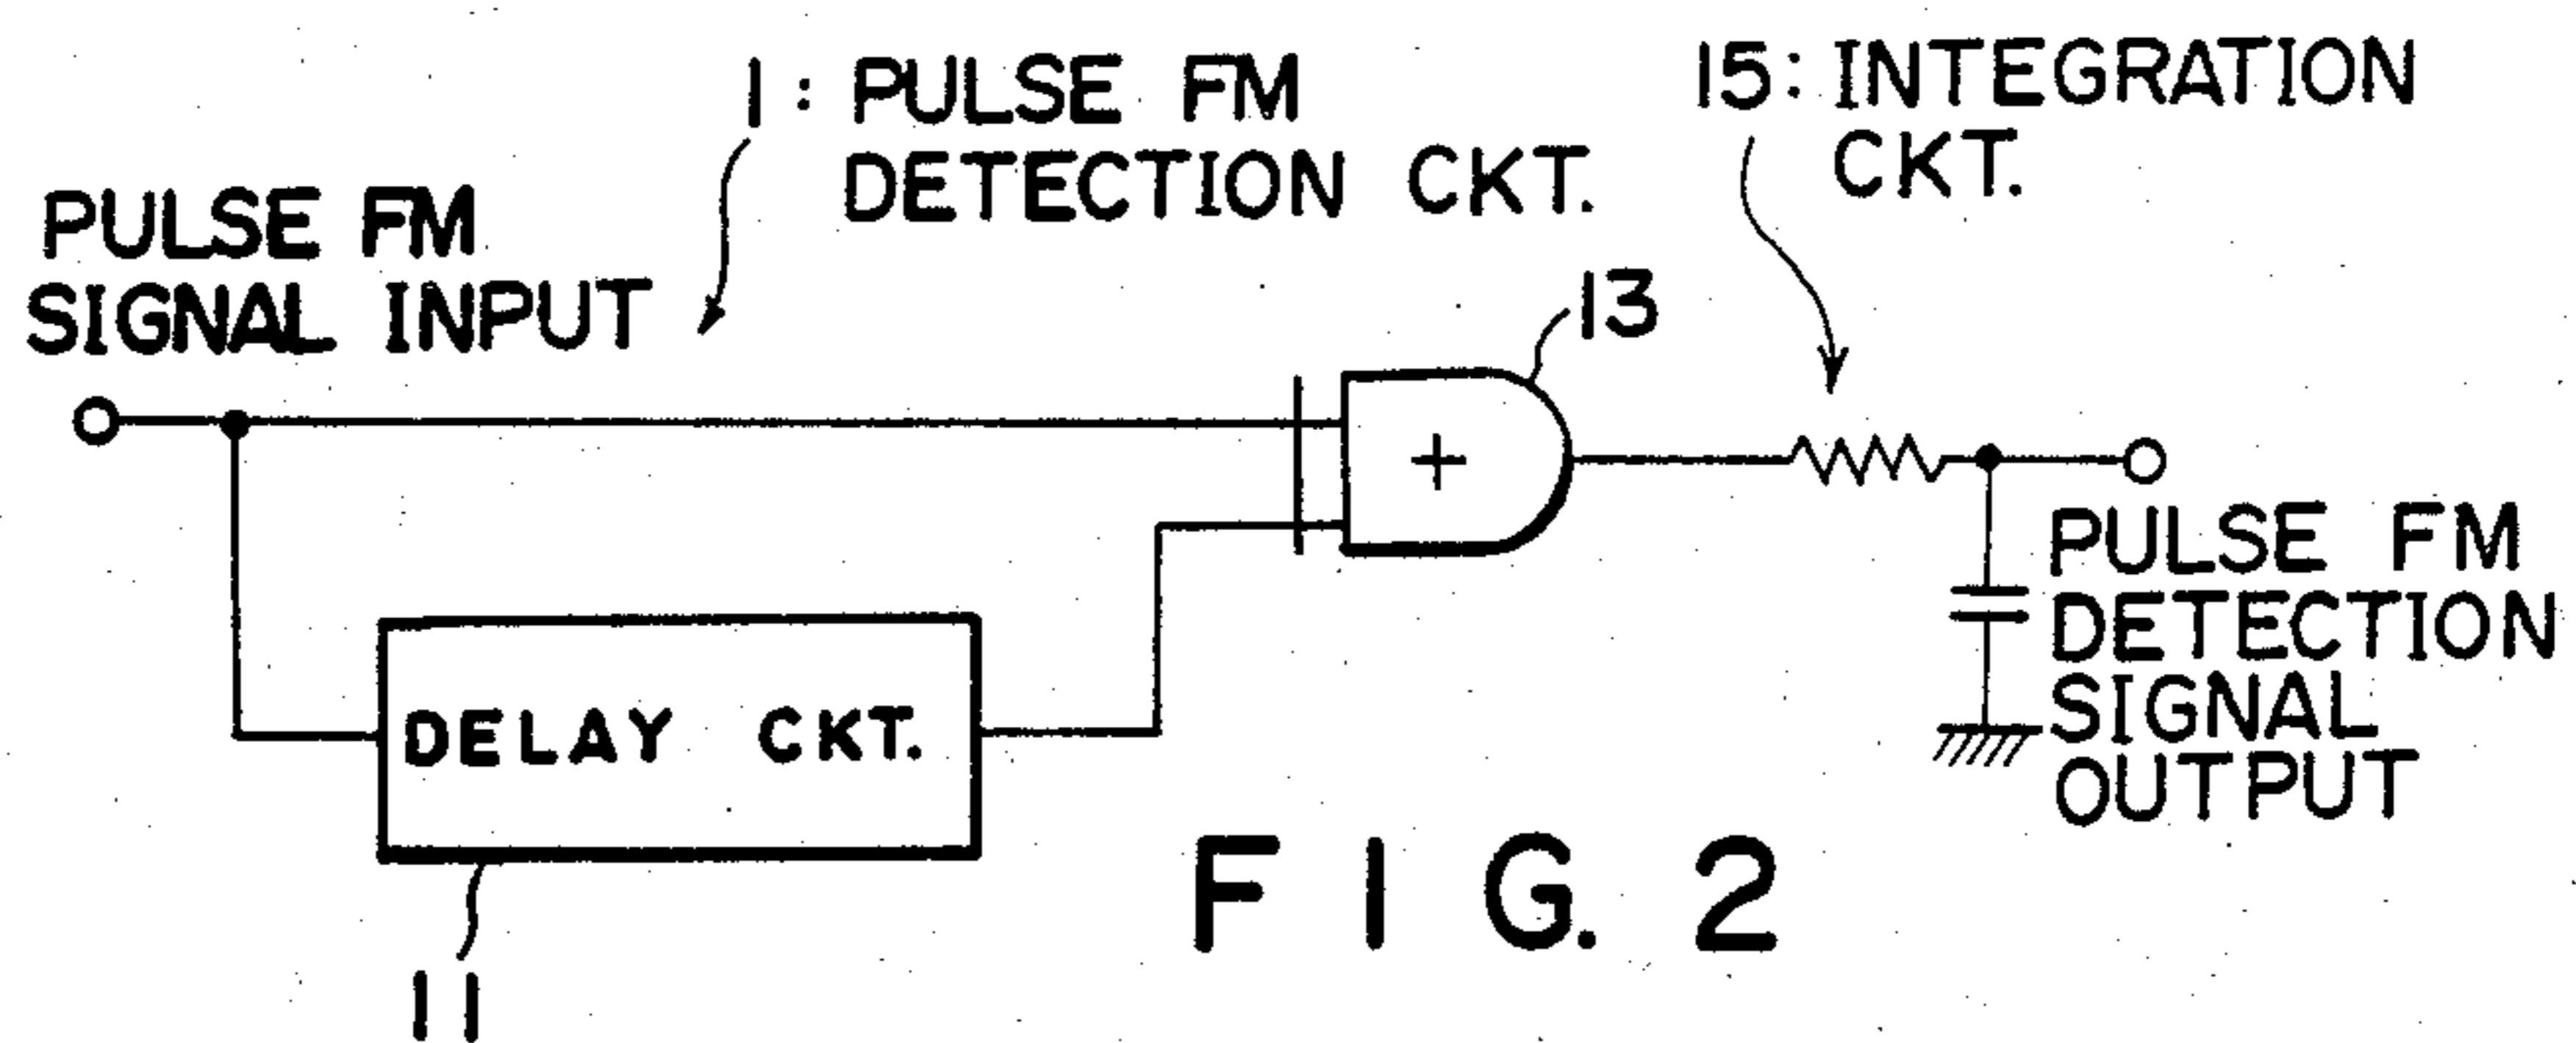 1 : PULSE FM
DETECTION CKT.
15: INTEGRATION
CKT.
PULSE FM
SIGNAL INPUT
13
+
DELAY CKT.
11
PULSE FM
DETECTION
SIGNAL
OUTPUT
FIG. 2